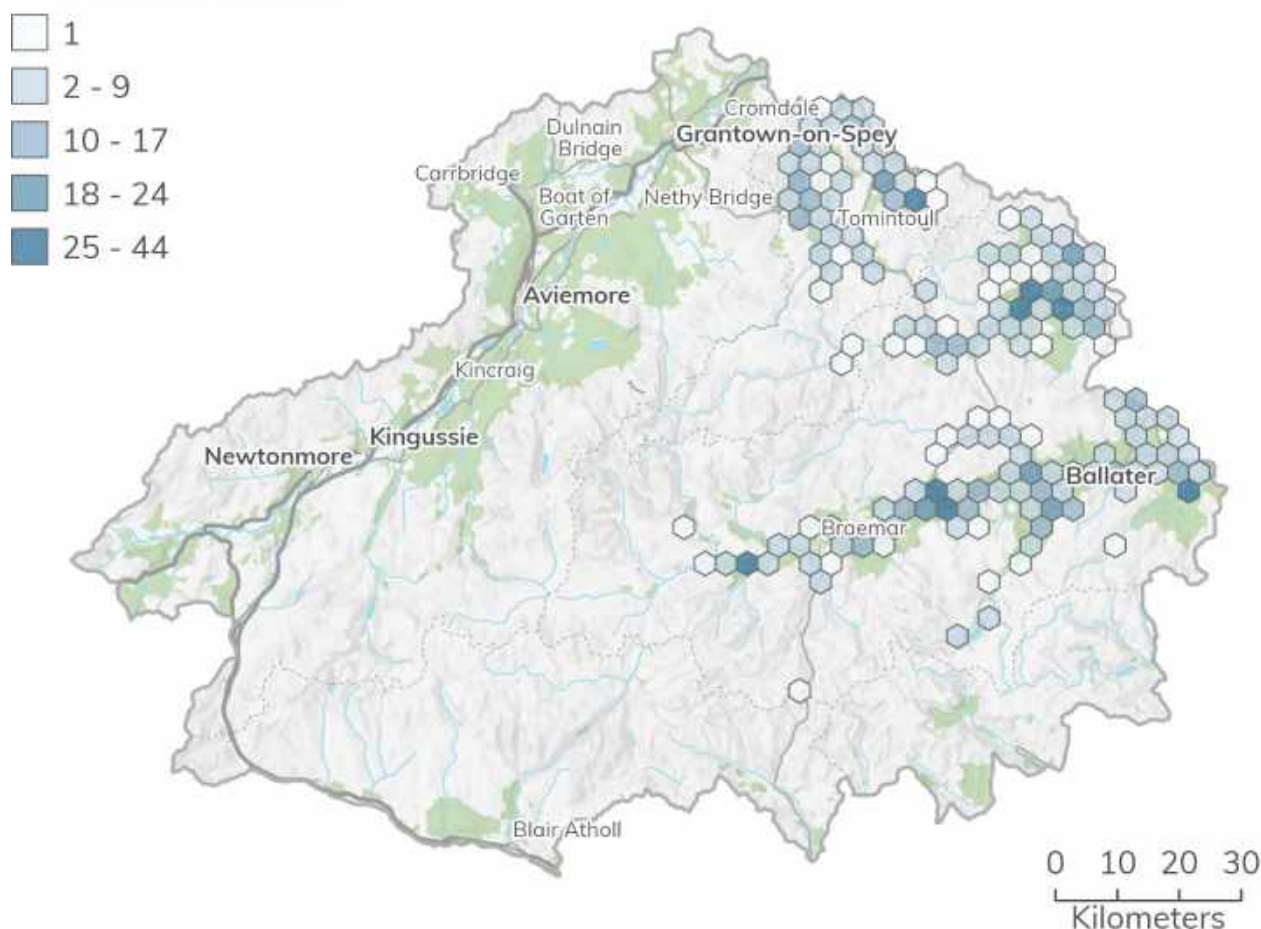 1
2 - 9
10 - 17
18 - 24
25 - 44
Cromdale
Grantown-on-Spey
Dulnain
Bridge
Carrbridge
Boat of
Garten
Nethy Bridge
Tomintoul
Aviemore
Kincraig
Kingussie
Newtonmore
Ballater
Braemar
Blair Atholl
0 10 20 30
Kilometers